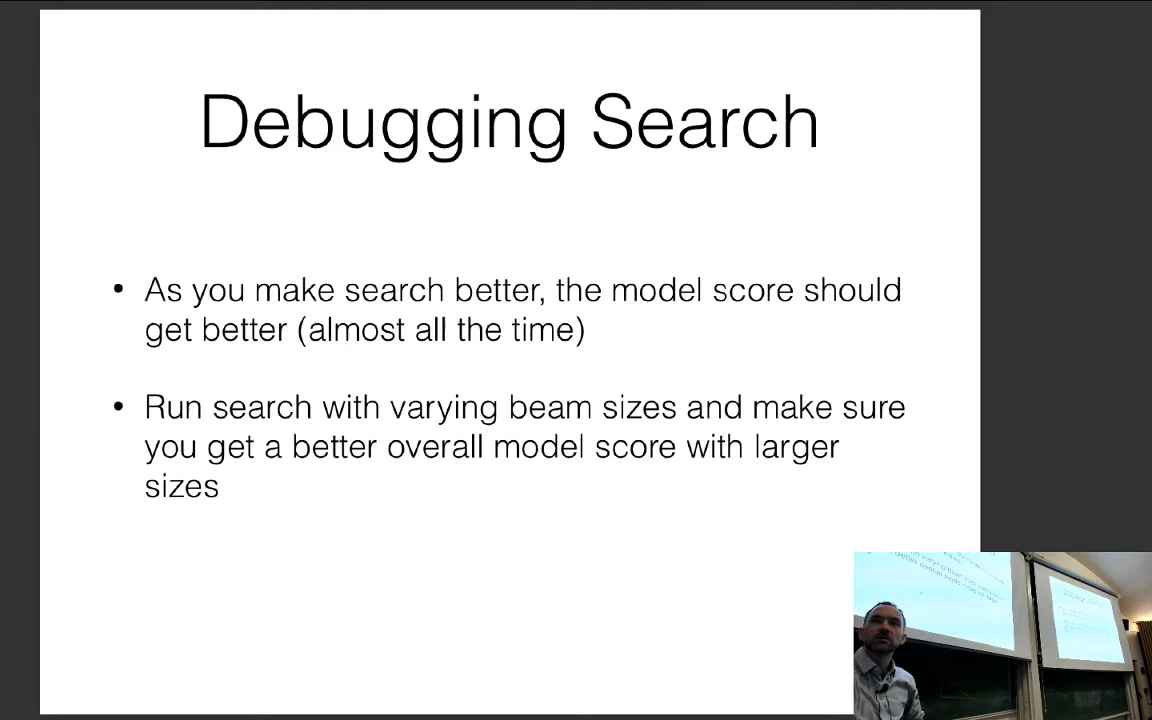 Debugging Search
• As you make search better, the model score should
get better (almost all the time)
• Run search with varying beam sizes and make sure
you get a better overall model score with larger
sizes